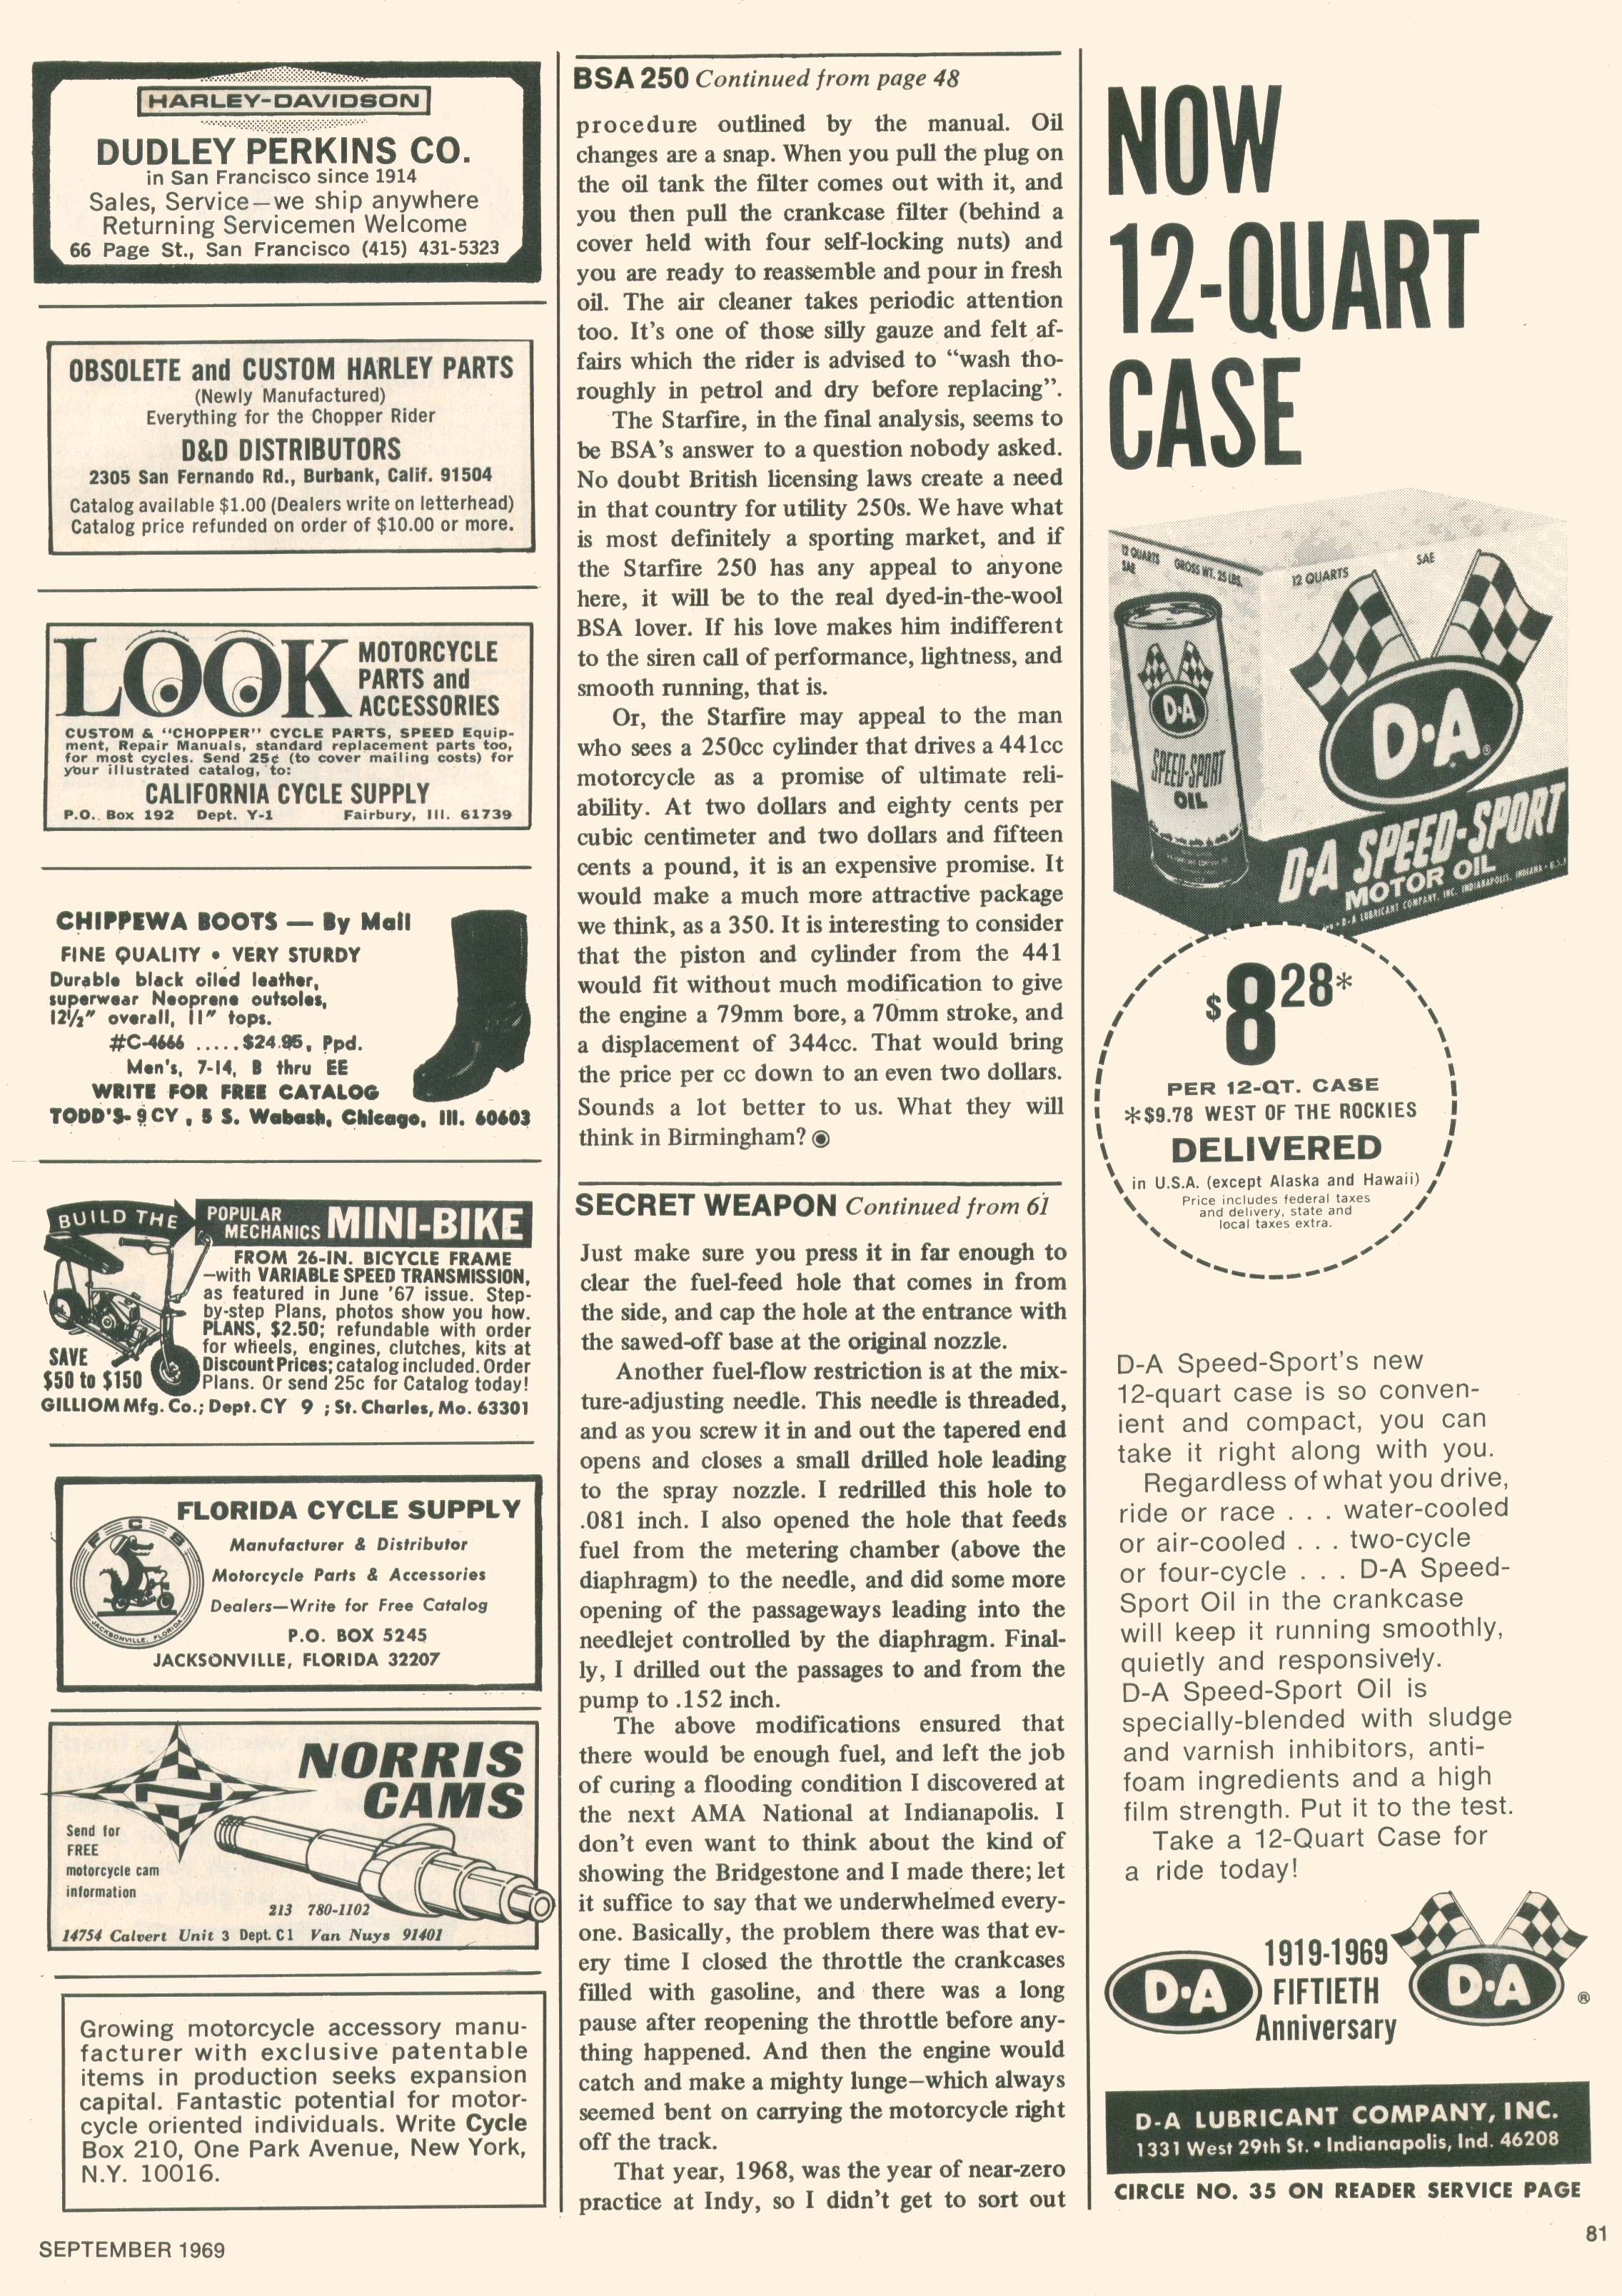 HARLEY-DAVIDSON
DUDLEY PERKINS CO.
in San Francisco since 1914
Sales, Service—we ship anywhere
Returning Servicemen Welcome
66 Page St., San Francisco (415) 431-5323
OBSOLETE and CUSTOM HARLEY PARTS
(Newly Manufactured)
Everything for the Chopper Rider
D&D DISTRIBUTORS
2305 San Fernando Rd., Burbank, Calif. 91504
Catalog available $1.00 (Dealers write on letterhead)
Catalog price refunded on order of $10.00 or more.
LOOK
MOTORCYCLE
PARTS and
ACCESSORIES
CUSTOM & "CHOPPER" CYCLE PARTS, SPEED Equip-
ment, Repair Manuals, standard replacement parts too,
for most cycles. Send 25¢ (to cover mailing costs) for
your illustrated catalog, to:
CALIFORNIA CYCLE SUPPLY
P.O. Box 192 Dept. Y-1 Fairbury, Ill. 61739
CHIPPEWA BOOTS — By Mail
FINE QUALITY • VERY STURDY
Durable black oiled leather,
superwear Neoprene outsoles,
12½" overall, 11" tops.
#C-4666 .....$24.95, Ppd.
Men's, 7-14, B thru EE
WRITE FOR FREE CATALOG
TODD'S- 9CY , 5 S. Wabash, Chicago, Ill. 60603
BUILD THE
POPULAR
MECHANICS MINI-BIKE
FROM 26-IN. BICYCLE FRAME
—with VARIABLE SPEED TRANSMISSION,
as featured in June '67 issue. Step-
by-step Plans, photos show you how.
PLANS, $2.50; refundable with order
for wheels, engines, clutches, kits at
Discount Prices; catalog included. Order
Plans. Or send 25c for Catalog today!
SAVE
$50 to $150
GILLIOM Mfg. Co.; Dept. CY 9 ; St. Charles, Mo. 63301
FLORIDA CYCLE SUPPLY
F C S
JACKSONVILLE, FLORIDA
Manufacturer & Distributor
Motorcycle Parts & Accessories
Dealers—Write for Free Catalog
P.O. BOX 5245
JACKSONVILLE, FLORIDA 32207
NORRIS
CAMS
N
Send for
FREE
motorcycle cam
information
213 780-1102
14754 Calvert Unit 3 Dept. C1 Van Nuys 91401
Growing motorcycle accessory manu-
facturer with exclusive patentable
items in production seeks expansion
capital. Fantastic potential for motor-
cycle oriented individuals. Write Cycle
Box 210, One Park Avenue, New York,
N.Y. 10016.
BSA 250 Continued from page 48
procedure outlined by the manual. Oil
changes are a snap. When you pull the plug on
the oil tank the filter comes out with it, and
you then pull the crankcase filter (behind a
cover held with four self-locking nuts) and
you are ready to reassemble and pour in fresh
oil. The air cleaner takes periodic attention
too. It's one of those silly gauze and felt af-
fairs which the rider is advised to "wash tho-
roughly in petrol and dry before replacing".
The Starfire, in the final analysis, seems to
be BSA's answer to a question nobody asked.
No doubt British licensing laws create a need
in that country for utility 250s. We have what
is most definitely a sporting market, and if
the Starfire 250 has any appeal to anyone
here, it will be to the real dyed-in-the-wool
BSA lover. If his love makes him indifferent
to the siren call of performance, lightness, and
smooth running, that is.
Or, the Starfire may appeal to the man
who sees a 250cc cylinder that drives a 441cc
motorcycle as a promise of ultimate reli-
ability. At two dollars and eighty cents per
cubic centimeter and two dollars and fifteen
cents a pound, it is an expensive promise. It
would make a much more attractive package
we think, as a 350. It is interesting to consider
that the piston and cylinder from the 441
would fit without much modification to give
the engine a 79mm bore, a 70mm stroke, and
a displacement of 344cc. That would bring
the price per cc down to an even two dollars.
Sounds a lot better to us. What they will
think in Birmingham?
SECRET WEAPON Continued from 61
Just make sure you press it in far enough to
clear the fuel-feed hole that comes in from
the side, and cap the hole at the entrance with
the sawed-off base at the original nozzle.
Another fuel-flow restriction is at the mix-
ture-adjusting needle. This needle is threaded,
and as you screw it in and out the tapered end
opens and closes a small drilled hole leading
to the spray nozzle. I redrilled this hole to
.081 inch. I also opened the hole that feeds
fuel from the metering chamber (above the
diaphragm) to the needle, and did some more
opening of the passageways leading into the
needlejet controlled by the diaphragm. Final-
ly, I drilled out the passages to and from the
pump to .152 inch.
The above modifications ensured that
there would be enough fuel, and left the job
of curing a flooding condition I discovered at
the next AMA National at Indianapolis. I
don't even want to think about the kind of
showing the Bridgestone and I made there; let
it suffice to say that we underwhelmed every-
one. Basically, the problem there was that ev-
ery time I closed the throttle the crankcases
filled with gasoline, and there was a long
pause after reopening the throttle before any-
thing happened. And then the engine would
catch and make a mighty lunge—which always
seemed bent on carrying the motorcycle right
off the track.
That year, 1968, was the year of near-zero
practice at Indy, so I didn't get to sort out
NOW
12-QUART
CASE
12 QUARTS GROSS WT. 25 LBS.
SAE
12 QUARTS SAE
D·A
SPEED-SPORT
OIL
D·A®
D-A SPEED-SPORT
MOTOR OIL
D-A LUBRICANT COMPANY, INC. INDIANAPOLIS, INDIANA • U.S.A.
$8 28*
PER 12-QT. CASE
*$9.78 WEST OF THE ROCKIES
DELIVERED
in U.S.A. (except Alaska and Hawaii)
Price includes federal taxes
and delivery, state and
local taxes extra.
D-A Speed-Sport's new
12-quart case is so conven-
ient and compact, you can
take it right along with you.
Regardless of what you drive,
ride or race . . . water-cooled
or air-cooled . . . two-cycle
or four-cycle . . . D-A Speed-
Sport Oil in the crankcase
will keep it running smoothly,
quietly and responsively.
D-A Speed-Sport Oil is
specially-blended with sludge
and varnish inhibitors, anti-
foam ingredients and a high
film strength. Put it to the test.
Take a 12-Quart Case for
a ride today!
D·A
1919-1969
FIFTIETH
Anniversary
D·A ®
D-A LUBRICANT COMPANY, INC.
1331 West 29th St. • Indianapolis, Ind. 46208
CIRCLE NO. 35 ON READER SERVICE PAGE
SEPTEMBER 1969
81